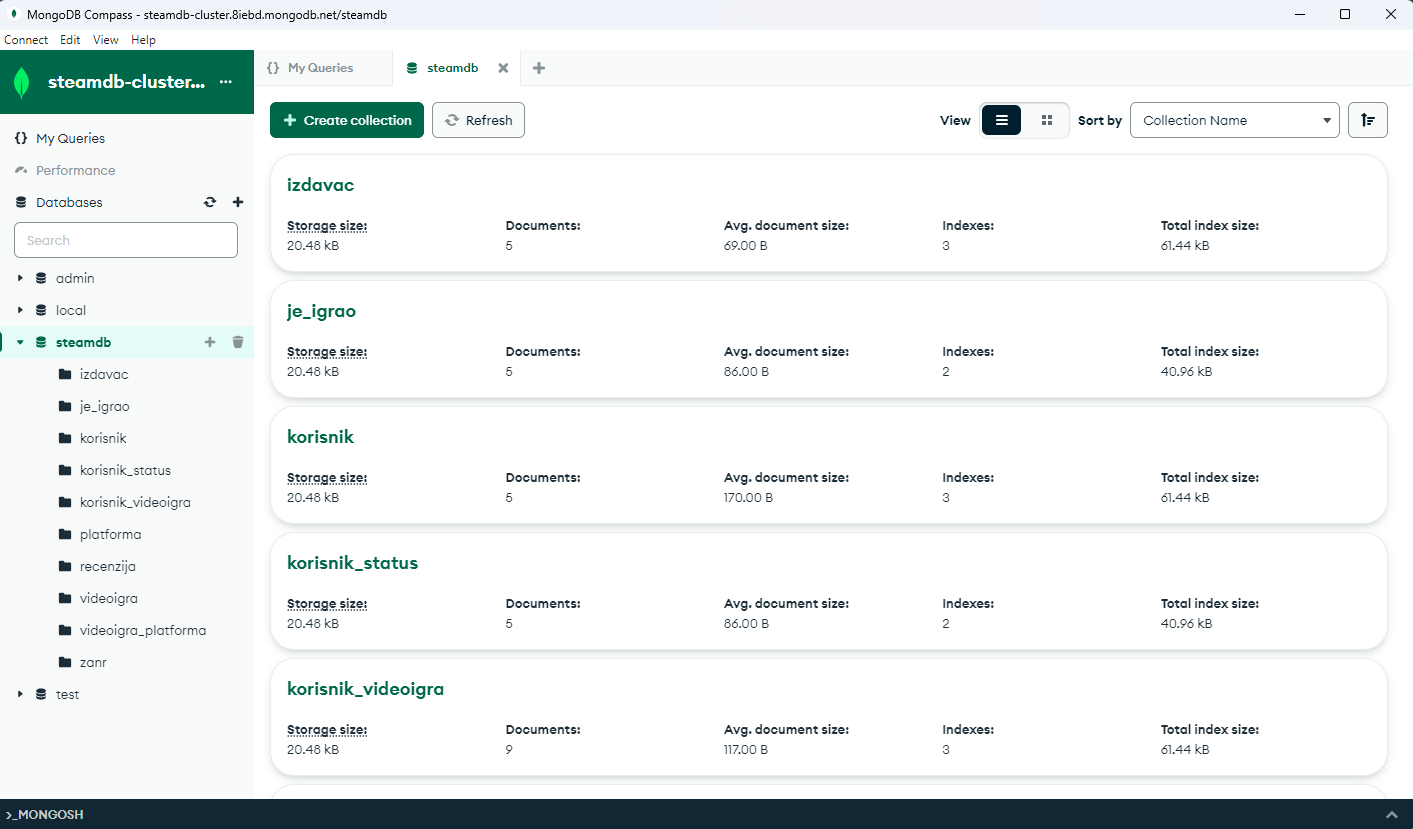 MongoDB Compass - steamdb-cluster.8iebd.mongodb.net/steamdb
Connect Edit View Help
steamdb-cluster... ...
My Queries
Performance
Databases
Search
admin
local
steamdb
izdavac
je_igrao
korisnik
korisnik_status
korisnik_videoigra
platforma
recenzija
videoigra
videoigra_platforma
zanr
test
{} My Queries steamdb
Create collection Refresh View Sort by Collection Name
izdavac
Storage size: Documents: Avg. document size: Indexes: Total index size:
20.48 kB 5 69.00 B 3 61.44 kB
je_igrao
Storage size: Documents: Avg. document size: Indexes: Total index size:
20.48 kB 5 86.00 B 2 40.96 kB
korisnik
Storage size: Documents: Avg. document size: Indexes: Total index size:
20.48 kB 5 170.00 B 3 61.44 kB
korisnik_status
Storage size: Documents: Avg. document size: Indexes: Total index size:
20.48 kB 5 86.00 B 2 40.96 kB
korisnik_videoigra
Storage size: Documents: Avg. document size: Indexes: Total index size:
20.48 kB 9 117.00 B 3 61.44 kB
>_MONGOSH